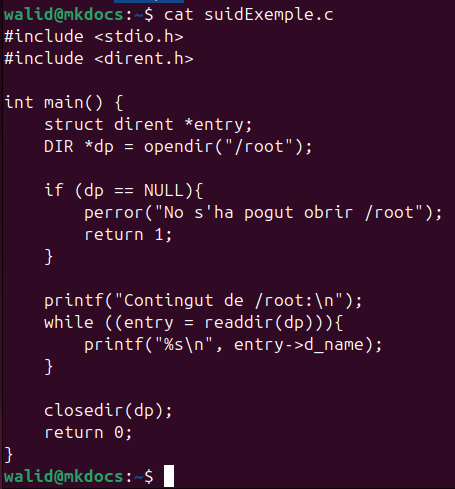 walid@mkdocs:~$ cat suidExemple.c
#include <stdio.h>
#include <dirent.h>

int main() {
    struct dirent *entry;
    DIR *dp = opendir("/root");

    if (dp == NULL){
        perror("No s'ha pogut obrir /root");
        return 1;
    }

    printf("Contingut de /root:\n");
    while ((entry = readdir(dp))){
        printf("%s\n", entry->d_name);
    }

    closedir(dp);
    return 0;
}
walid@mkdocs:~$